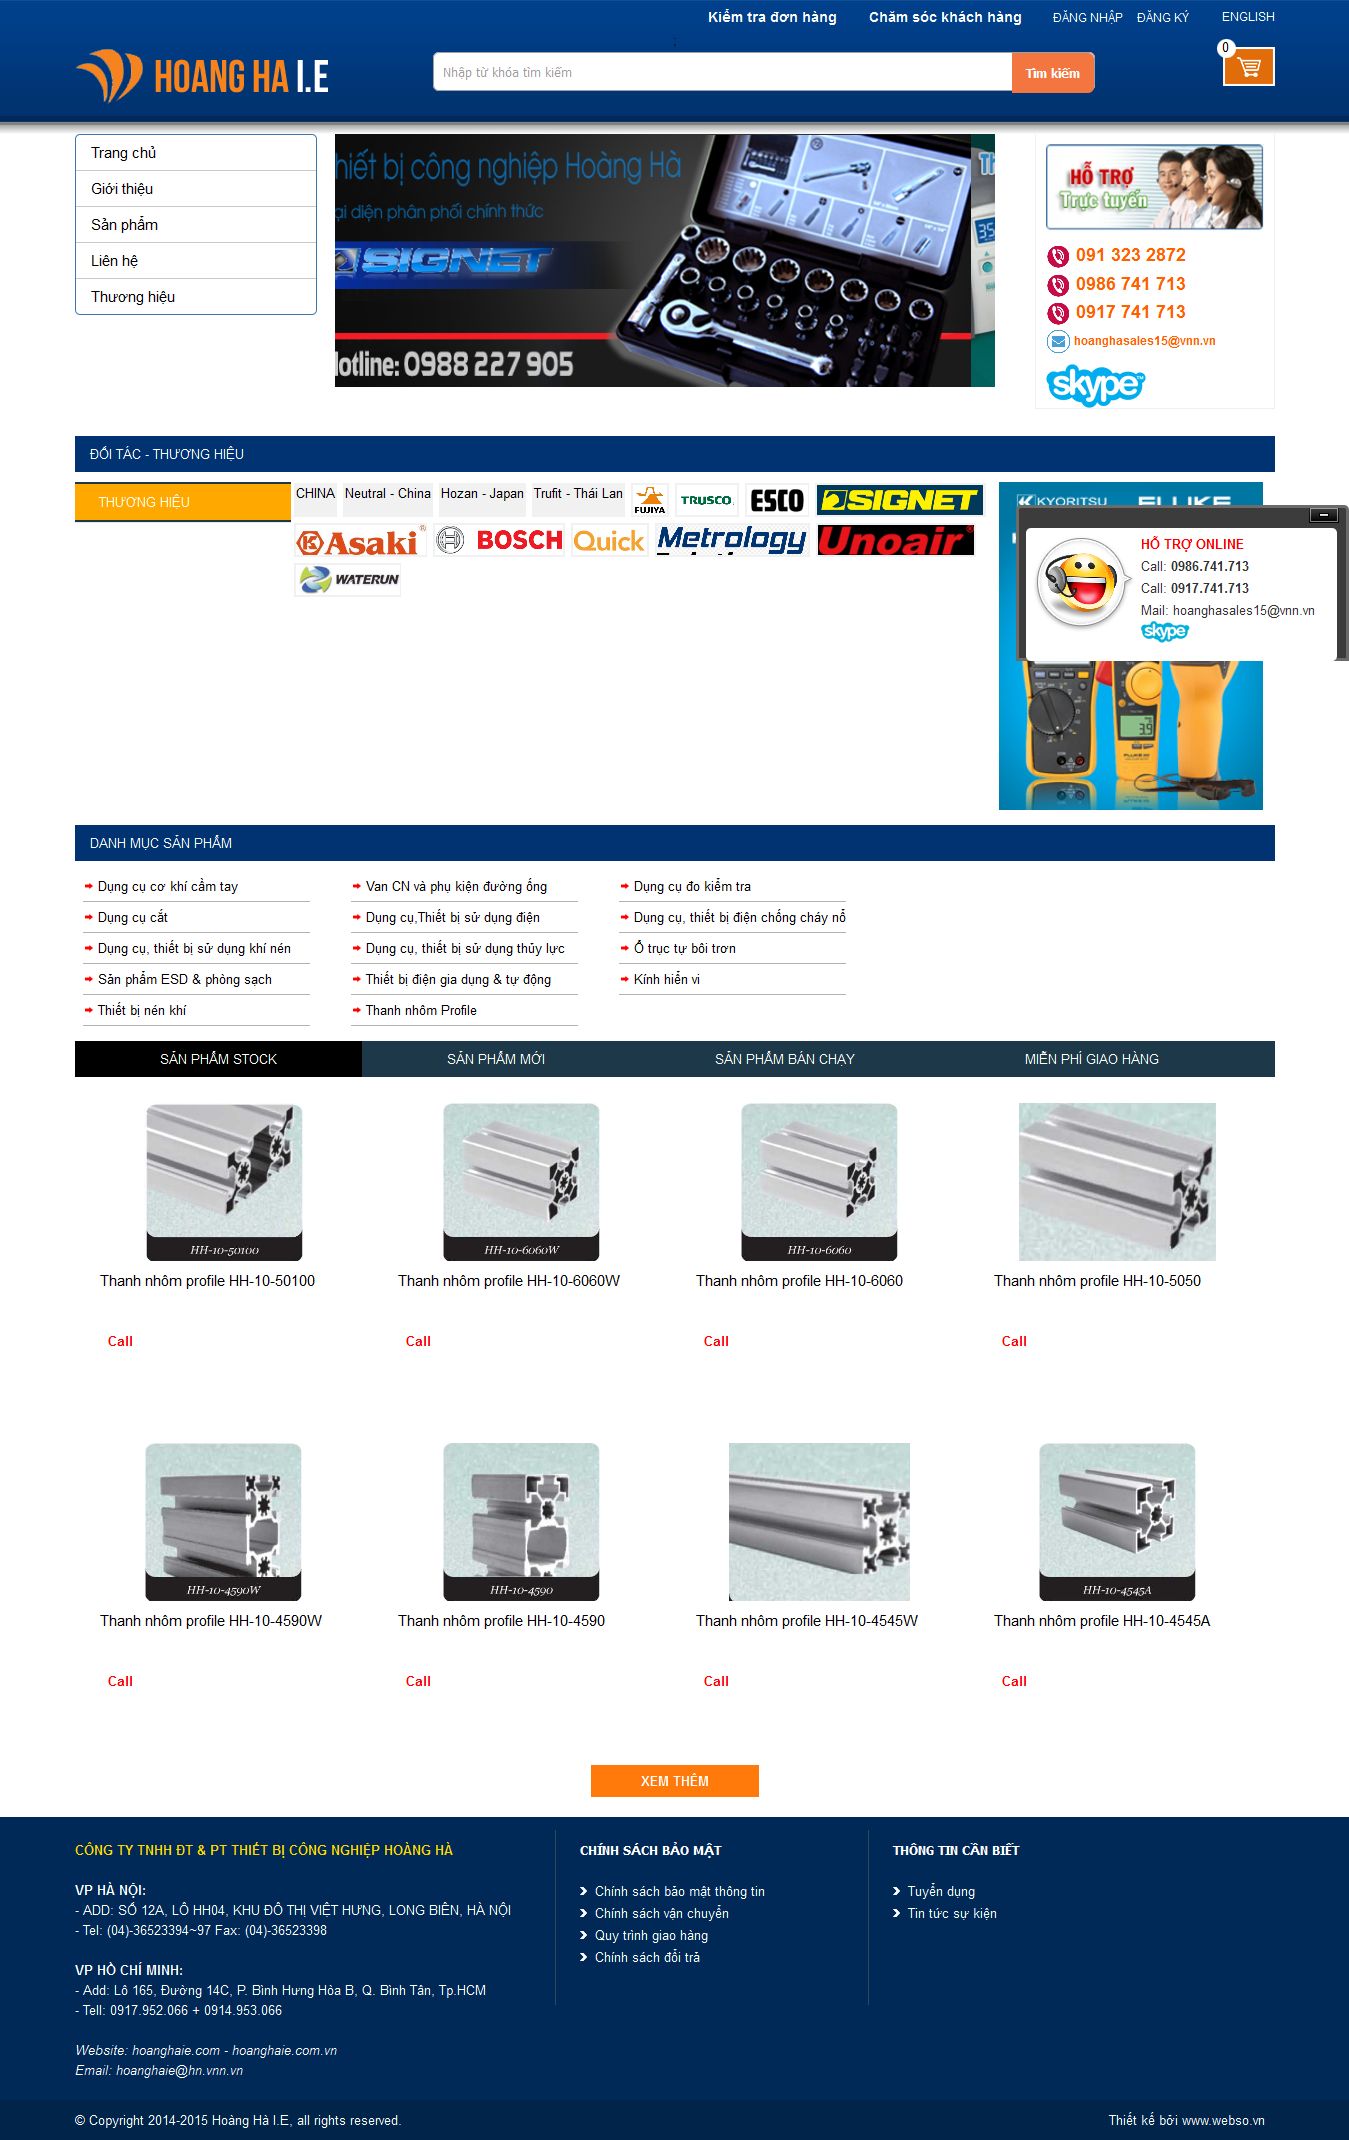 Kiểm tra đơn hàng
Chăm sóc khách hàng
ĐĂNG NHẬP
ĐĂNG KÝ
ENGLISH
HOANG HA I.E
Nhập từ khóa tìm kiếm
Tìm kiếm
0
Trang chủ
Giới thiệu
Sản phẩm
Liên hệ
Thương hiệu
hiết bị công nghiệp Hoàng Hà
ại diện phân phối chính thức
SIGNET
Hotline: 0988 227 905
HỖ TRỢ
Trực tuyến
091 323 2872
0986 741 713
0917 741 713
hoanghasales15@vnn.vn
skype
ĐỐI TÁC - THƯƠNG HIỆU
THƯƠNG HIỆU
CHINA
Neutral - China
Hozan - Japan
Trufit - Thái Lan
FUJIYA
TRUSCO
ESCO
SIGNET
Asaki
BOSCH
Quick
Metrology
Unoair
WATERUN
KYORITSU
FLUKE
HỖ TRỢ ONLINE
Call: 0986.741.713
Call: 0917.741.713
Mail: hoanghasales15@vnn.vn
skype
DANH MỤC SẢN PHẨM
Dụng cụ cơ khí cầm tay
Van CN và phụ kiện đường ống
Dụng cụ đo kiểm tra
Dụng cụ cắt
Dụng cụ,Thiết bị sử dụng điện
Dụng cụ, thiết bị điện chống cháy nổ
Dụng cụ, thiết bị sử dụng khí nén
Dụng cụ, thiết bị sử dụng thủy lực
Ổ trục tự bôi trơn
Sản phẩm ESD & phòng sạch
Thiết bị điện gia dụng & tự động
Kính hiển vi
Thiết bị nén khí
Thanh nhôm Profile
SẢN PHẨM STOCK
SẢN PHẨM MỚI
SẢN PHẨM BÁN CHẠY
MIỄN PHÍ GIAO HÀNG
HH-10-50100
HH-10-6060W
HH-10-6060
Thanh nhôm profile HH-10-50100
Thanh nhôm profile HH-10-6060W
Thanh nhôm profile HH-10-6060
Thanh nhôm profile HH-10-5050
Call
Call
Call
Call
HH-10-4590W
HH-10-4590
HH-10-4545A
Thanh nhôm profile HH-10-4590W
Thanh nhôm profile HH-10-4590
Thanh nhôm profile HH-10-4545W
Thanh nhôm profile HH-10-4545A
Call
Call
Call
Call
XEM THÊM
CÔNG TY TNHH ĐT & PT THIẾT BỊ CÔNG NGHIỆP HOÀNG HÀ
VP HÀ NỘI:
- ADD: SỐ 12A, LÔ HH04, KHU ĐÔ THỊ VIỆT HƯNG, LONG BIÊN, HÀ NỘI
- Tel: (04)-36523394~97 Fax: (04)-36523398
VP HỒ CHÍ MINH:
- Add: Lô 165, Đường 14C, P. Bình Hưng Hòa B, Q. Bình Tân, Tp.HCM
- Tell: 0917.952.066 + 0914.953.066
Website: hoanghaie.com - hoanghaie.com.vn
Email: hoanghaie@hn.vnn.vn
CHÍNH SÁCH BẢO MẬT
Chính sách bảo mật thông tin
Chính sách vận chuyển
Quy trình giao hàng
Chính sách đổi trả
THÔNG TIN CẦN BIẾT
Tuyển dụng
Tin tức sự kiện
© Copyright 2014-2015 Hoàng Hà I.E, all rights reserved.
Thiết kế bởi www.webso.vn